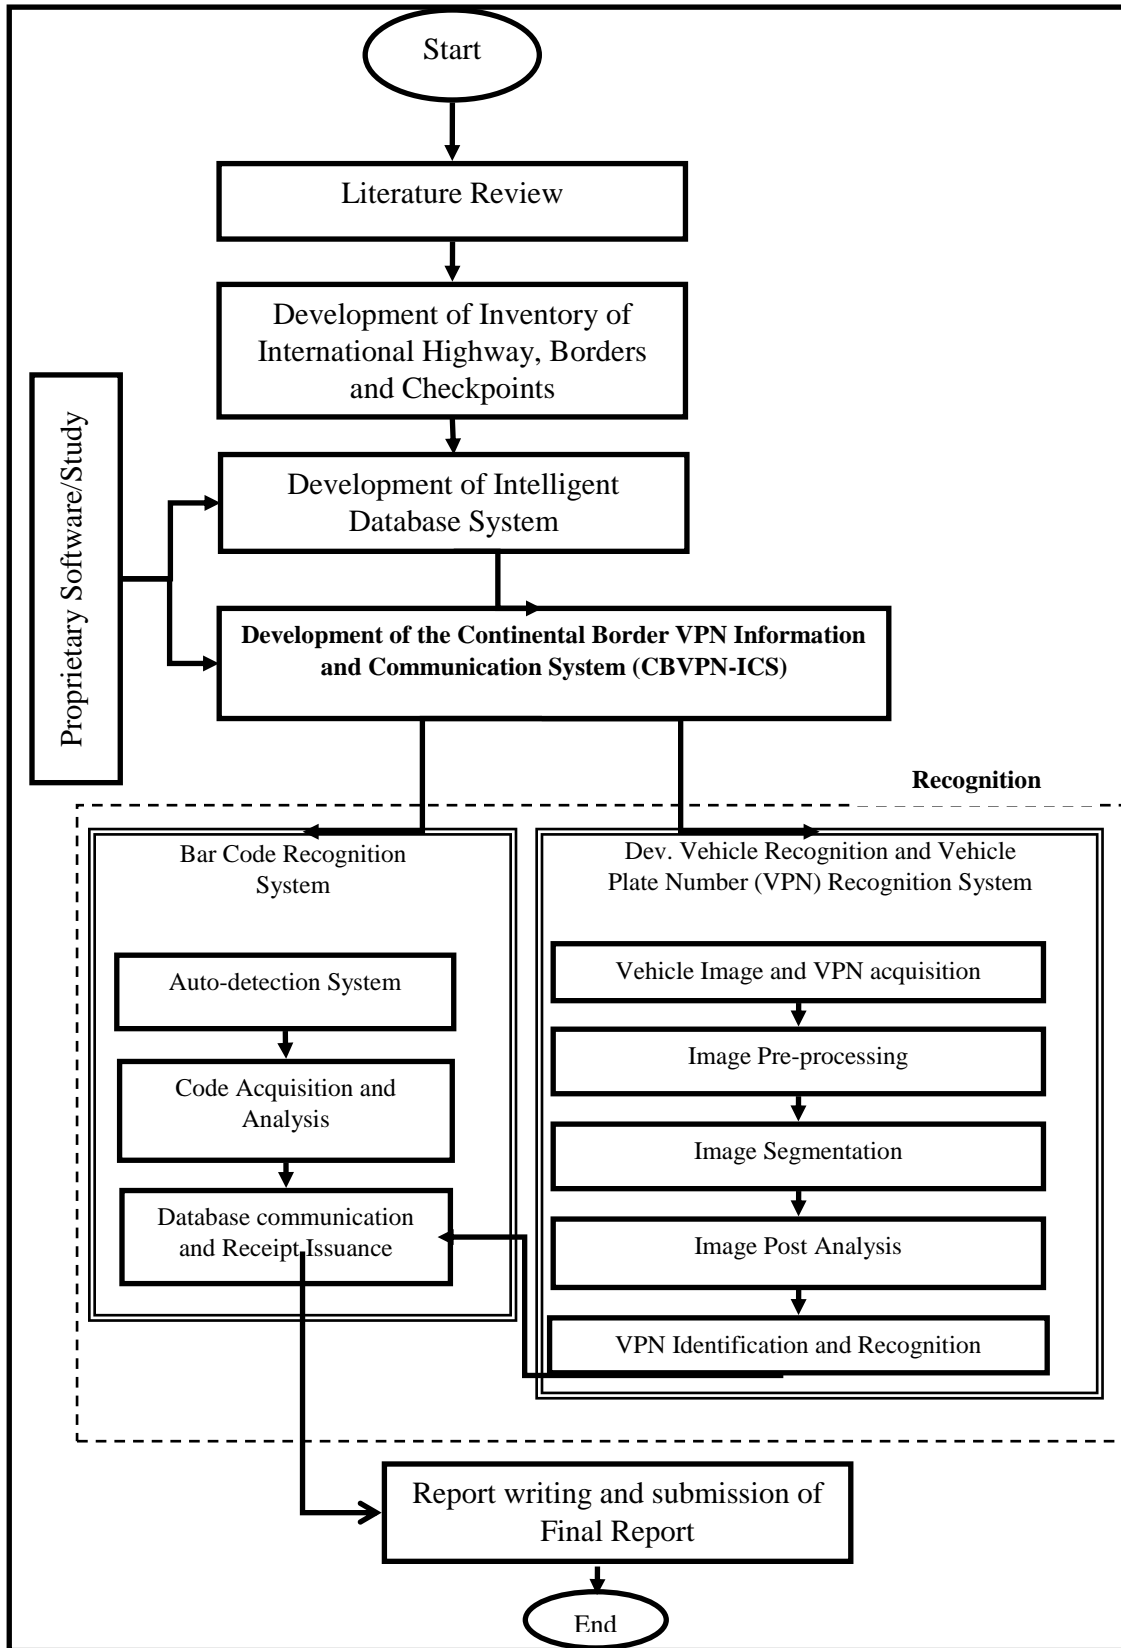 Start
Literature Review
Development of Inventory of
International Highway, Borders
and Checkpoints
Proprietary Software/Study
Development of Intelligent
Database System
Development of the Continental Border VPN Information
and Communication System (CBVPN-ICS)
Recognition
Bar Code Recognition
System
Auto-detection System
Code Acquisition and
Analysis
Database communication
and Receipt Issuance
Dev. Vehicle Recognition and Vehicle
Plate Number (VPN) Recognition System
Vehicle Image and VPN acquisition
Image Pre-processing
Image Segmentation
Image Post Analysis
VPN Identification and Recognition
Report writing and submission of
Final Report
End